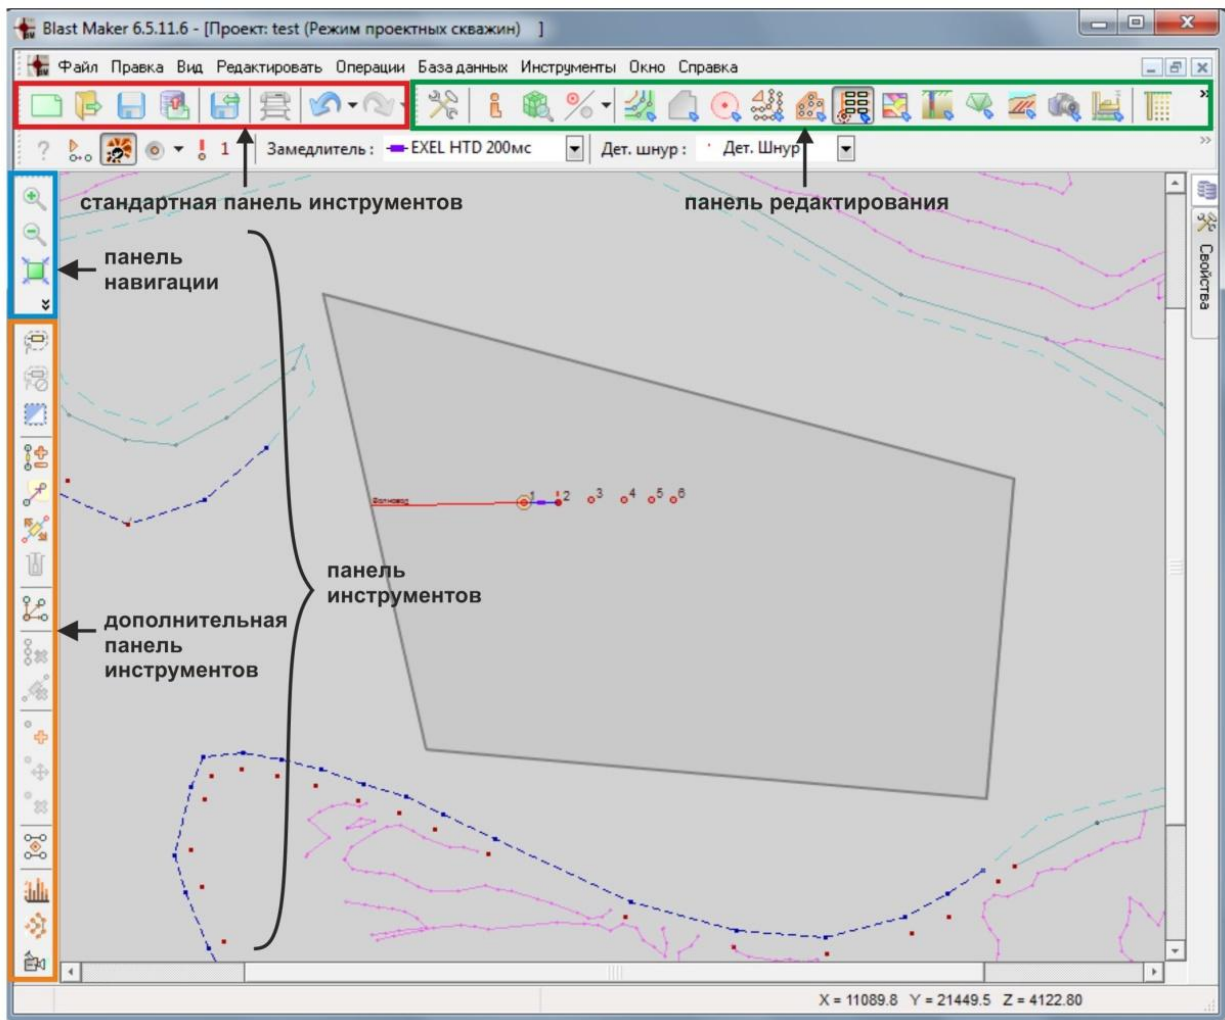 Blast Maker 6.5.11.6 - [Проект: test (Режим проектных скважин) ]
Файл Правка Вид Редактировать Операции База данных Инструменты Окно Справка
? 1 Замедлитель : EXEL HTD 200мс Дет. шнур : Дет. Шнур
стандартная панель инструментов
панель редактирования
панель
навигации
Свойства
Волновод
1 2 3 4 5 6
панель
инструментов
дополнительная
панель
инструментов
X = 11089.8 Y = 21449.5 Z = 4122.80